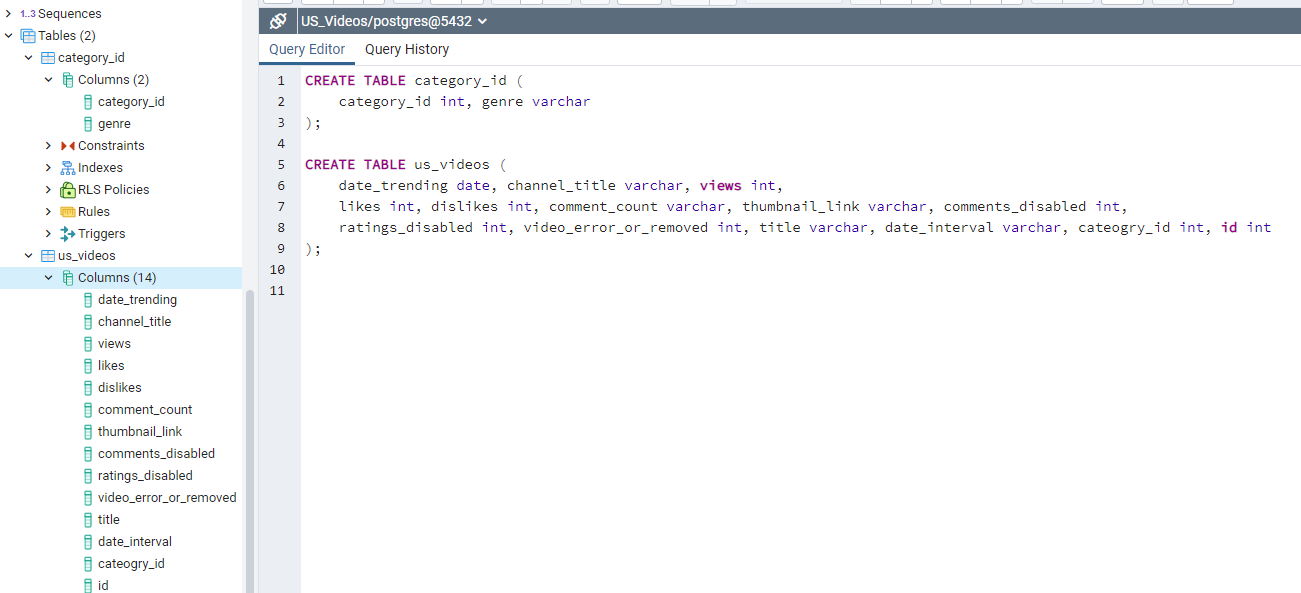 1..3 Sequences
Tables (2)
category_id
Columns (2)
category_id
genre
Constraints
Indexes
RLS Policies
Rules
Triggers
us_videos
Columns (14)
date_trending
channel_title
views
likes
dislikes
comment_count
thumbnail_link
comments_disabled
ratings_disabled
video_error_or_removed
title
date_interval
cateogry_id
id
US_Videos/postgres@5432
Query Editor Query History
1 CREATE TABLE category_id (
2 category_id int, genre varchar
3 );
4
5 CREATE TABLE us_videos (
6 date_trending date, channel_title varchar, views int,
7 likes int, dislikes int, comment_count varchar, thumbnail_link varchar, comments_disabled int,
8 ratings_disabled int, video_error_or_removed int, title varchar, date_interval varchar, cateogry_id int, id int
9 );
10
11